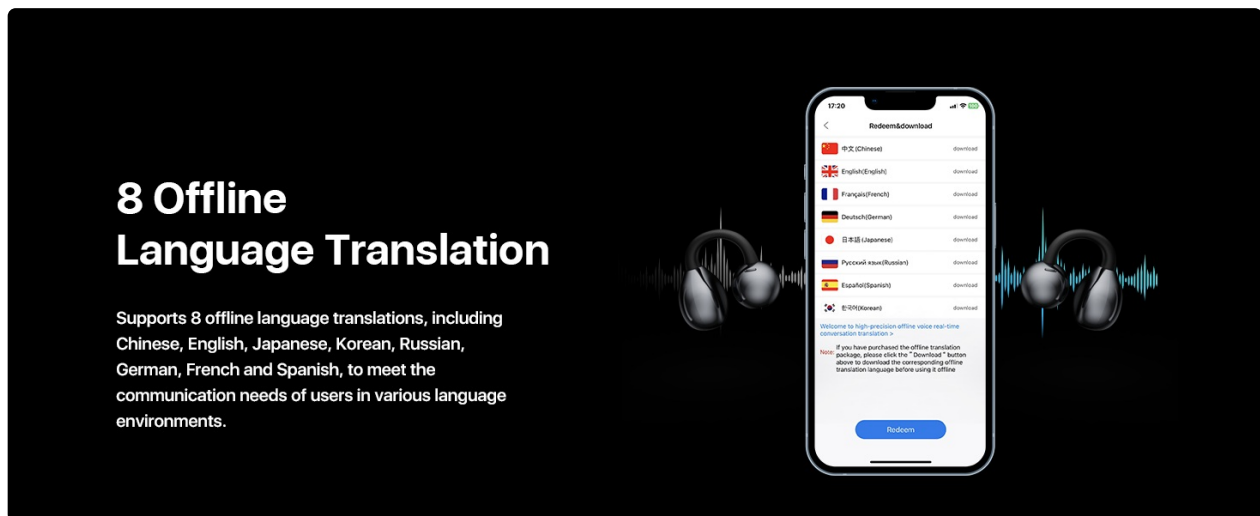 8 Offline
Language Translation
Supports 8 offline language translations, including
Chinese, English, Japanese, Korean, Russian,
German, French and Spanish, to meet the
communication needs of users in various language
environments.
17:20
Redeem&download
中文 (Chinese) download
English(English) download
Français(French) download
Deutsch(German) download
日本語 (Japanese) download
Русский язык(Russian) download
Español(Spanish) download
한국어(Korean) download
Welcome to high-precision offline voice real-time
conversation translation >
Note: If you have purchased the offline translation
package, please click the " Download " button
above to download the corresponding offline
translation language before using it offline
Redeem